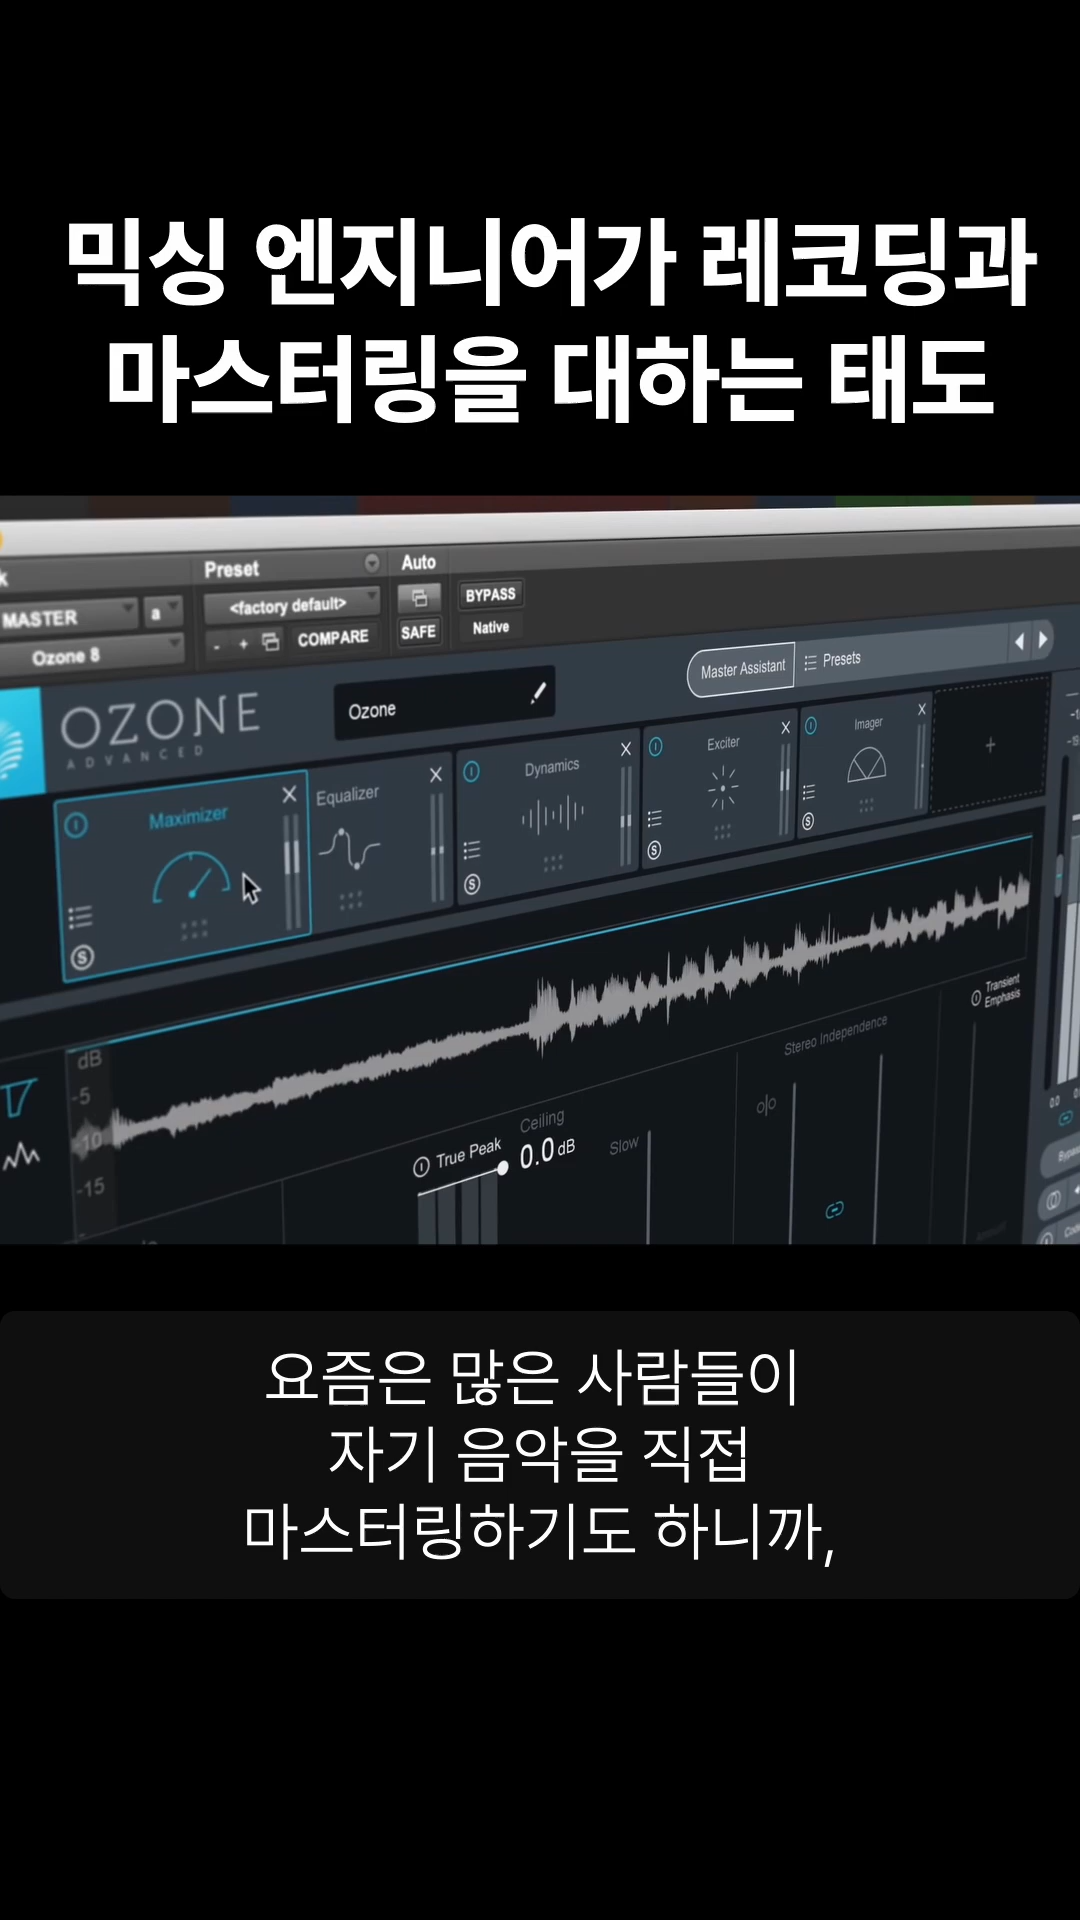 믹싱 엔지니어가 레코딩과
마스터링을 대하는 태도
Preset
Auto
MASTER
a
<factory default>
BYPASS
Ozone 8
- + COMPARE
SAFE
Native
OZONE
ADVANCED
Ozone
Master Assistant
Presets
Maximizer
Equalizer
Dynamics
Exciter
Imager
S
S
S
S
dB
-5
-10
-15
True Peak
Ceiling
0.0 dB
Slow
Stereo Independence
Transient
Emphasis
요즘은 많은 사람들이
자기 음악을 직접
마스터링하기도 하니까,